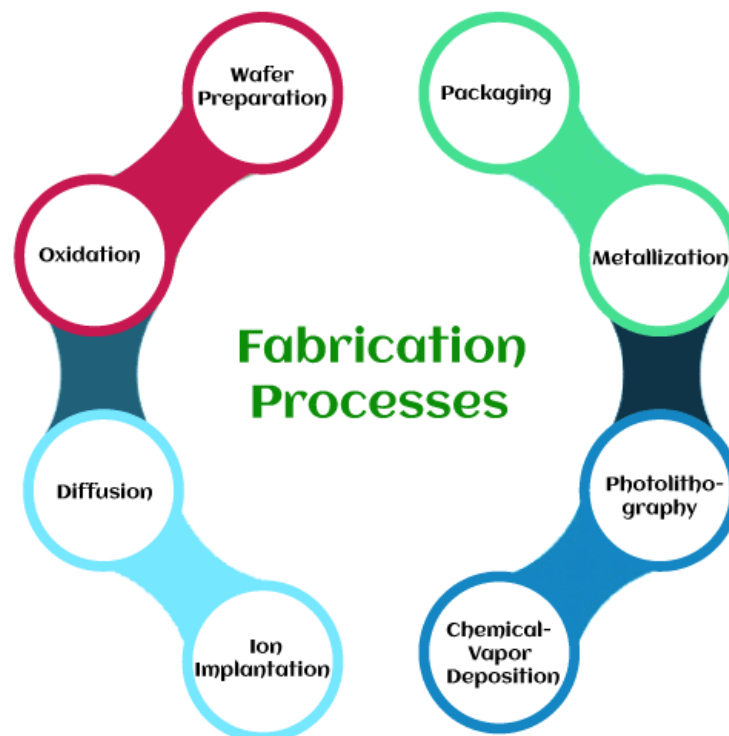 Wafer
Preparation
Oxidation
Diffusion
Ion
Implantation
Chemical-
Vapor
Deposition
Photolitho-
graphy
Metallization
Packaging
Fabrication
Processes